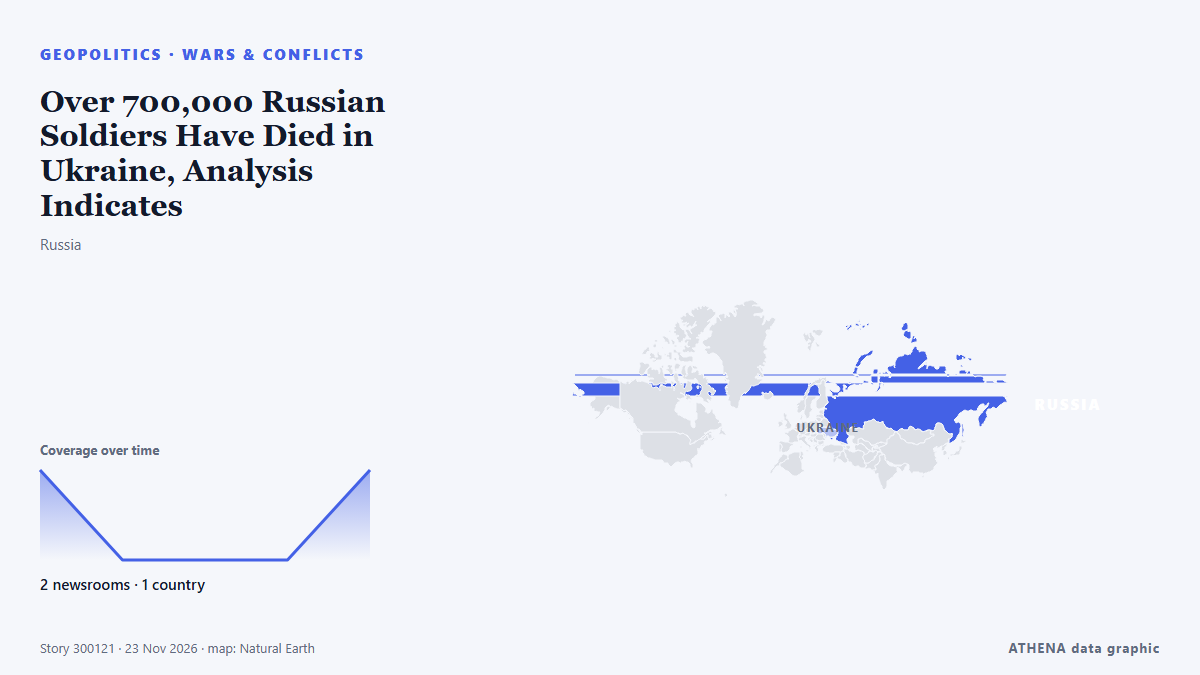 GEOPOLITICS · WARS & CONFLICTS
Over 700,000 Russian
Soldiers Have Died in
Ukraine, Analysis
Indicates
Russia
RUSSIA
UKRAINE
Coverage over time
2 newsrooms · 1 country
Story 300121 · 23 Nov 2026 · map: Natural Earth
ATHENA data graphic